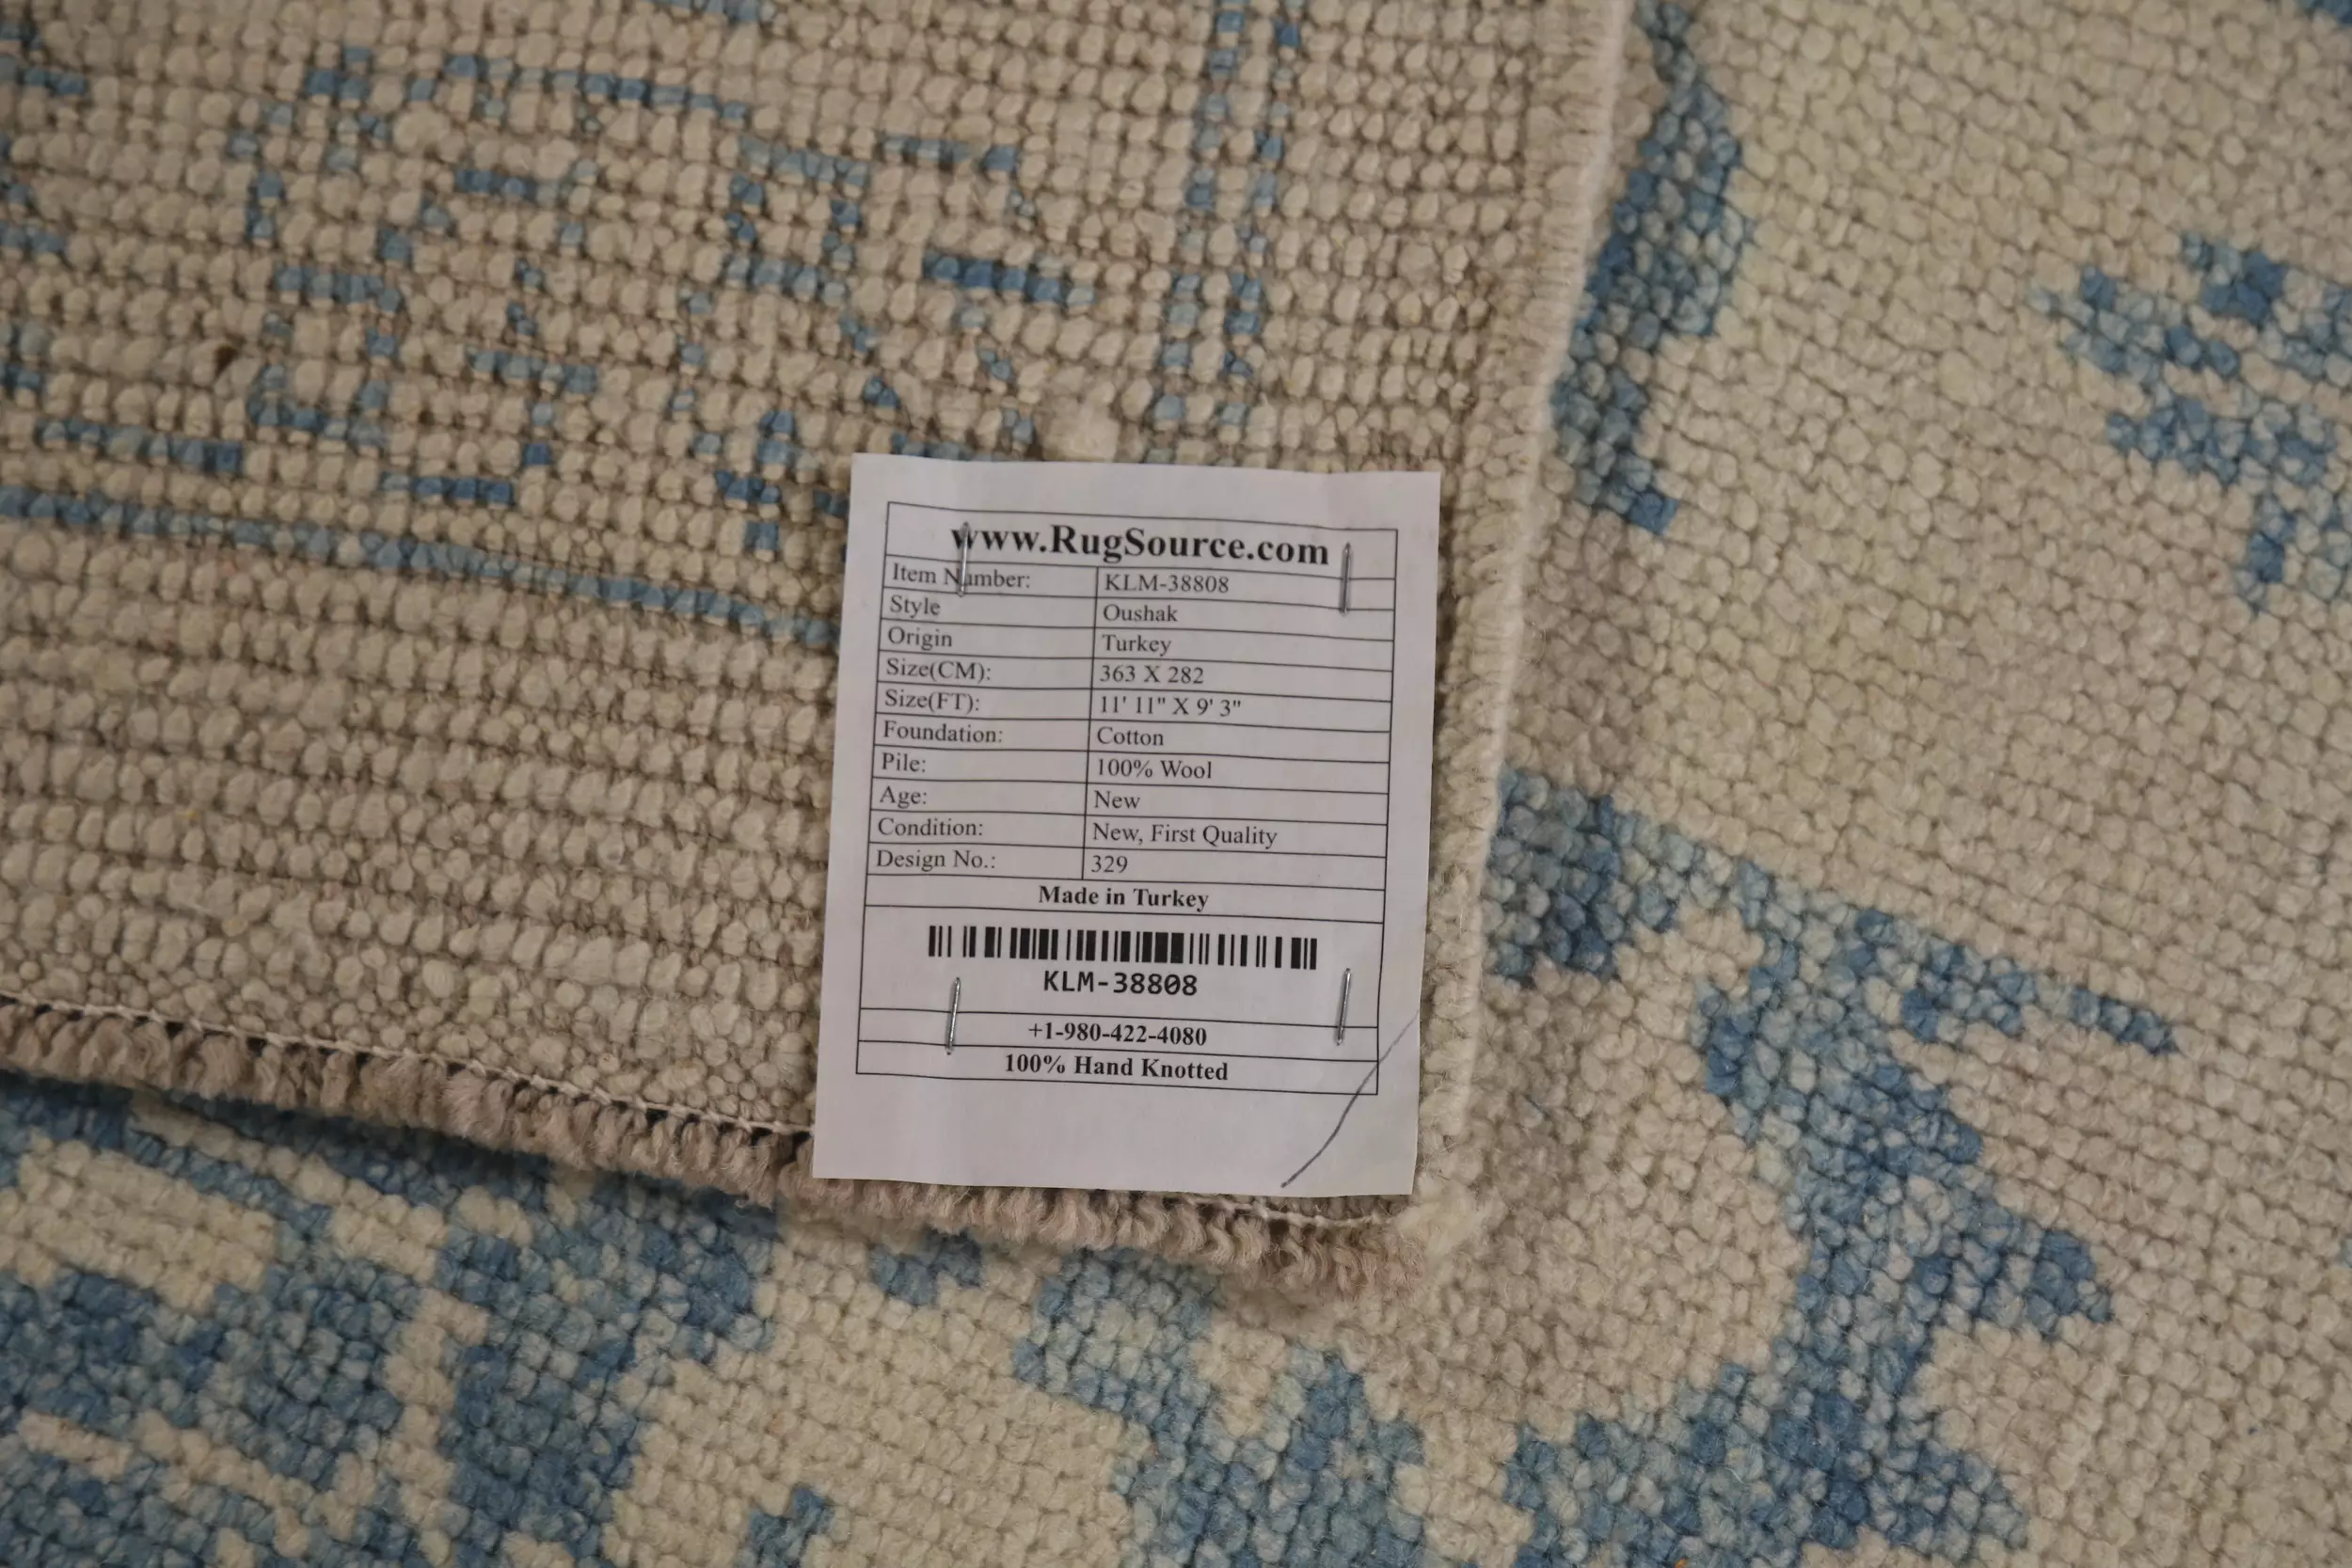 www.RugSource.com
Item Number: KLM-38808
Style Oushak
Origin Turkey
Size(CM): 363 X 282
Size(FT): 11' 11" X 9' 3"
Foundation: Cotton
Pile: 100% Wool
Age: New
Condition: New, First Quality
Design No.: 329
Made in Turkey
KLM-38808
+1-980-422-4080
100% Hand Knotted